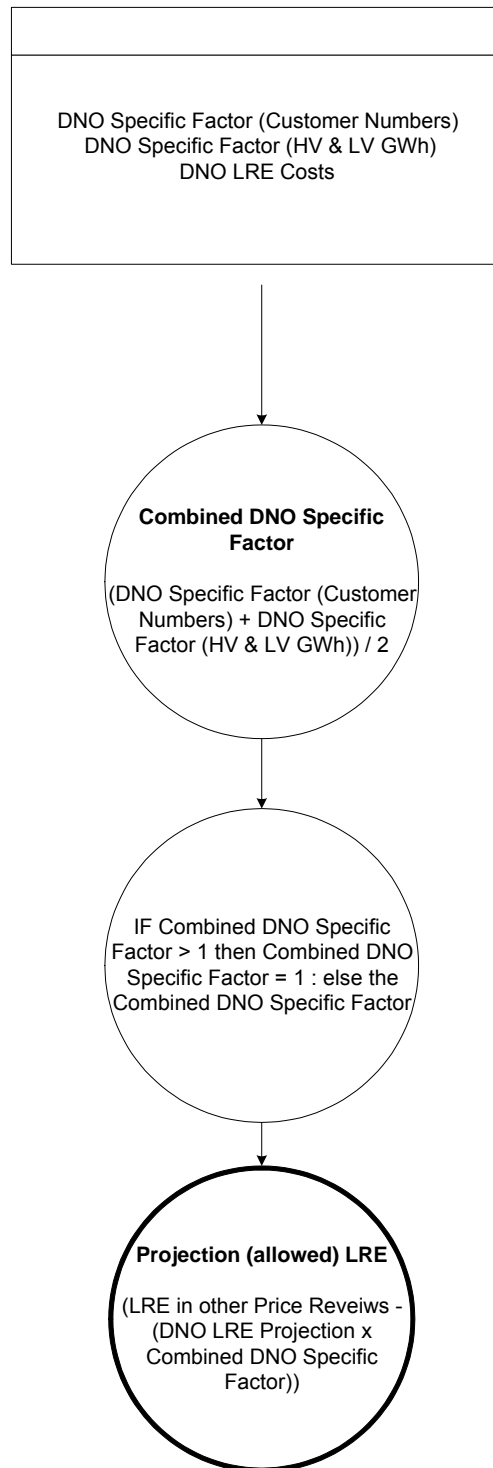 DNO Specific Factor (Customer Numbers)
DNO Specific Factor (HV & LV GWh)
DNO LRE Costs
Combined DNO Specific
Factor
(DNO Specific Factor (Customer
Numbers) + DNO Specific
Factor (HV & LV GWh)) / 2
IF Combined DNO Specific
Factor > 1 then Combined DNO
Specific Factor = 1 : else the
Combined DNO Specific Factor
Projection (allowed) LRE
(LRE in other Price Reveiws -
(DNO LRE Projection x
Combined DNO Specific
Factor))